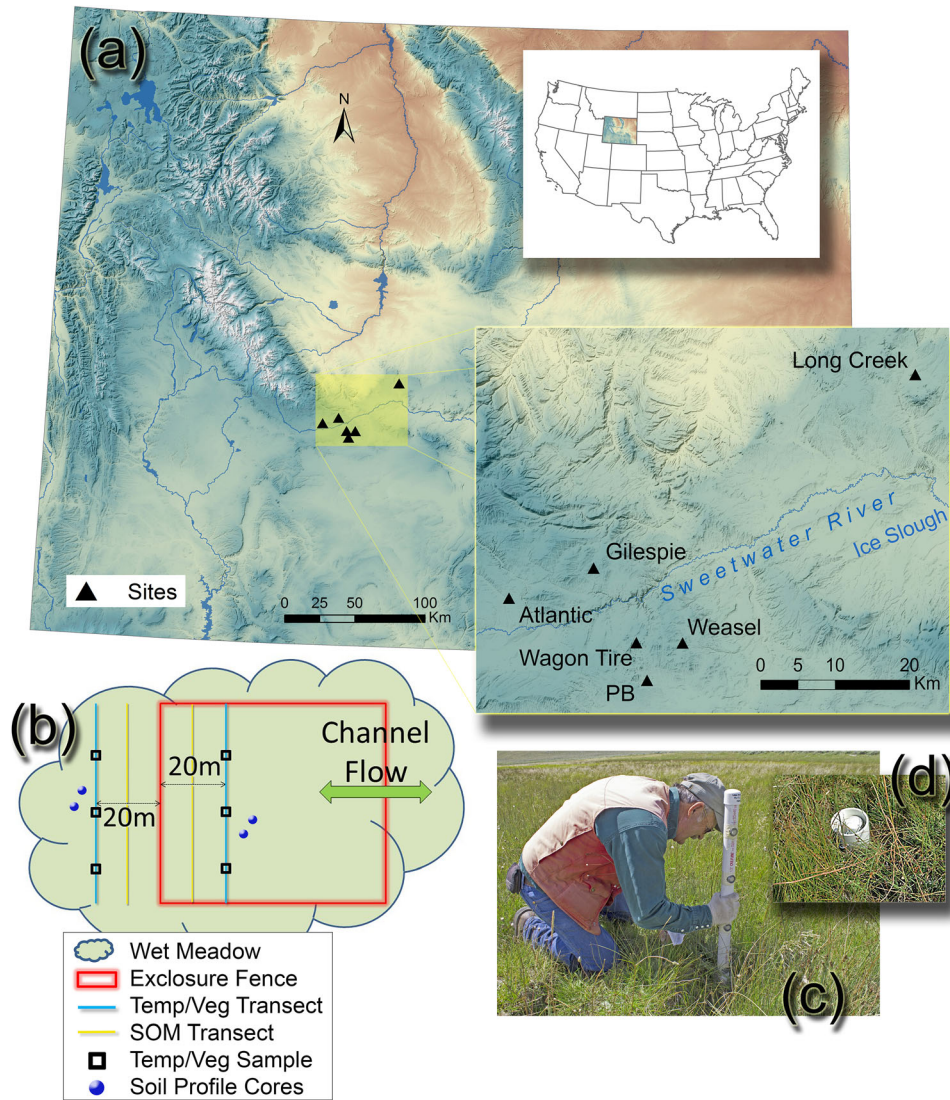 (a)
N
Sites
0 25 50 100
Km
Long Creek
Sweetwater River
Ice Slough
Gilespie
Atlantic
Weasel
Wagon Tire
PB
0 5 10 20
Km
(b)
20m
20m
Channel
Flow
Wet Meadow
Exclosure Fence
Temp/Veg Transect
SOM Transect
Temp/Veg Sample
Soil Profile Cores
(c)
(d)